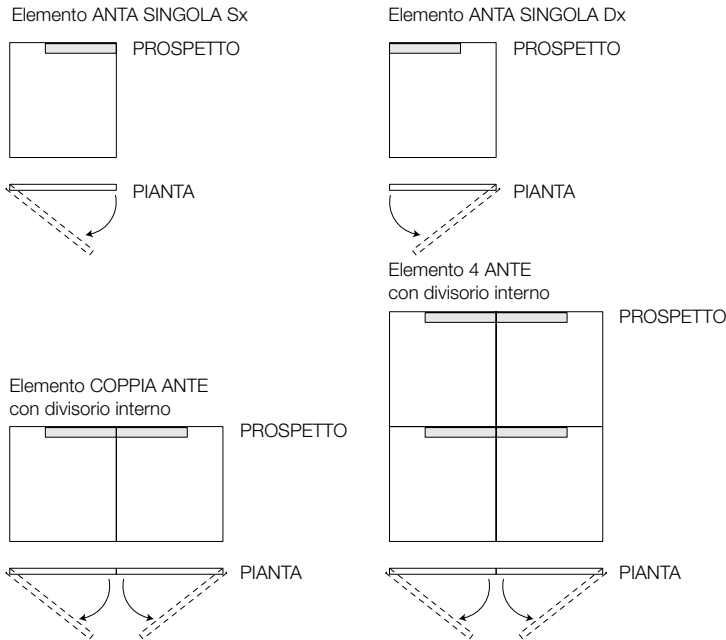 Elemento ANTA SINGOLA Sx
PROSPETTO
PIANTA
Elemento ANTA SINGOLA Dx
PROSPETTO
PIANTA
Elemento COPPIA ANTE
con divisorio interno
PROSPETTO
PIANTA
Elemento 4 ANTE
con divisorio interno
PROSPETTO
PIANTA